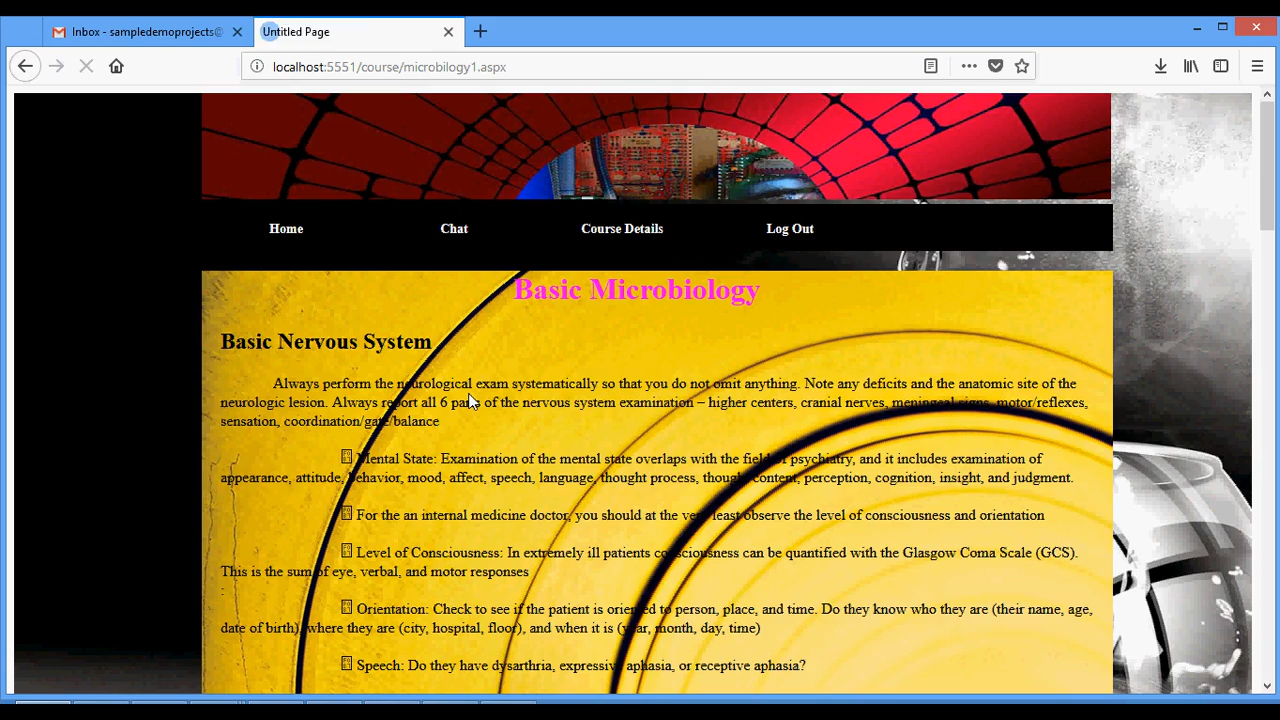 Inbox - sampledemoprojects@
Untitled Page
localhost:5551/course/microbilogy1.aspx
Home Chat Course Details Log Out
Basic Microbiology
Basic Nervous System
Always perform the neurological exam systematically so that you do not omit anything. Note any deficits and the anatomic site of the
neurologic lesion. Always report all 6 parts of the nervous system examination – higher centers, cranial nerves, meningeal signs, motor/reflexes,
sensation, coordination/gate/balance
Mental State: Examination of the mental state overlaps with the field of psychiatry, and it includes examination of
appearance, attitude, behavior, mood, affect, speech, language, thought process, thought content, perception, cognition, insight, and judgment.
For the an internal medicine doctor, you should at the very least observe the level of consciousness and orientation
Level of Consciousness: In extremely ill patients consciousness can be quantified with the Glasgow Coma Scale (GCS).
This is the sum of eye, verbal, and motor responses
Orientation: Check to see if the patient is oriented to person, place, and time. Do they know who they are (their name, age,
date of birth), where they are (city, hospital, floor), and when it is (year, month, day, time)
Speech: Do they have dysarthria, expressive aphasia, or receptive aphasia?